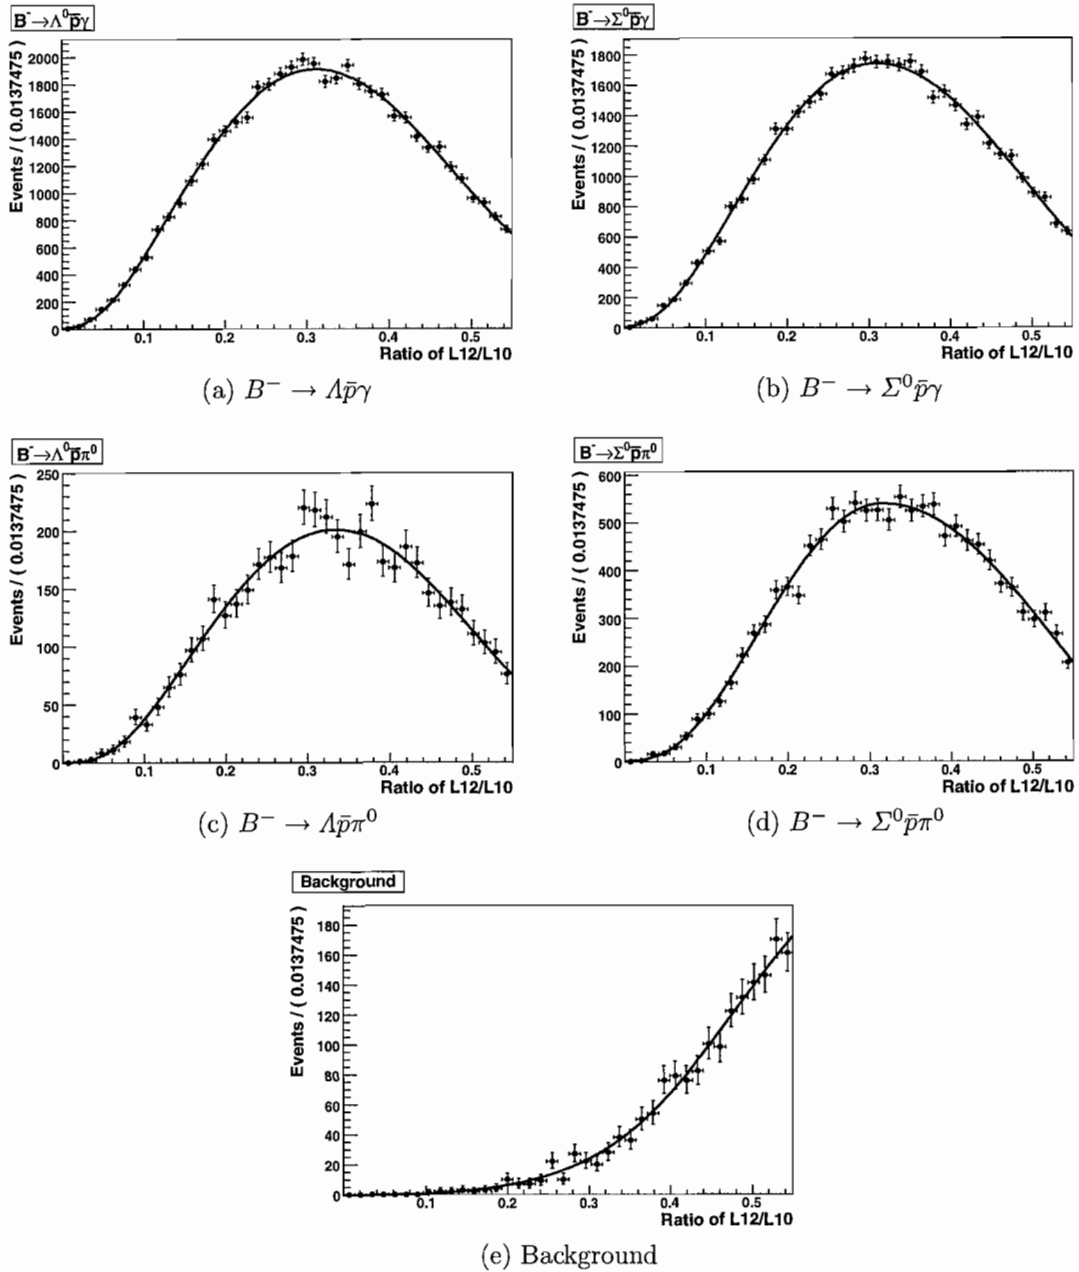 B⁻→Λ⁰p̄γ
Events / ( 0.0137475 )
2000
1800
1600
1400
1200
1000
800
600
400
200
0
0.1 0.2 0.3 0.4 0.5
Ratio of L12/L10
(a) B⁻ → Λp̄γ
B⁻→Σ⁰p̄γ
Events / ( 0.0137475 )
1800
1600
1400
1200
1000
800
600
400
200
0
0.1 0.2 0.3 0.4 0.5
Ratio of L12/L10
(b) B⁻ → Σ⁰p̄γ
B⁻→Λ⁰p̄π⁰
Events / ( 0.0137475 )
250
200
150
100
50
0
0.1 0.2 0.3 0.4 0.5
Ratio of L12/L10
(c) B⁻ → Λp̄π⁰
B⁻→Σ⁰p̄π⁰
Events / ( 0.0137475 )
600
500
400
300
200
100
0
0.1 0.2 0.3 0.4 0.5
Ratio of L12/L10
(d) B⁻ → Σ⁰p̄π⁰
Background
Events / ( 0.0137475 )
180
160
140
120
100
80
60
40
20
0
0.1 0.2 0.3 0.4 0.5
Ratio of L12/L10
(e) Background